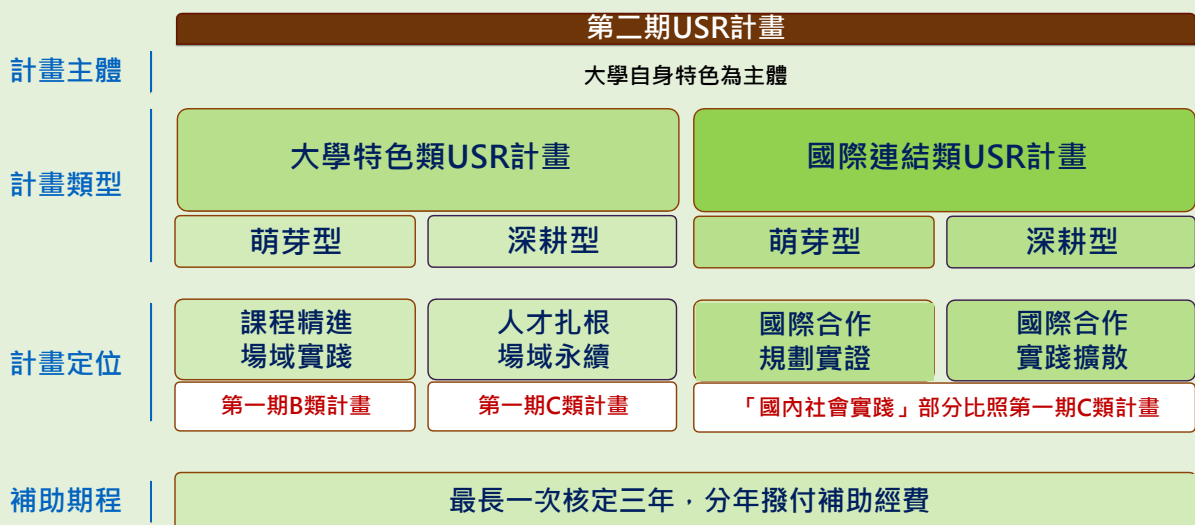 第二期USR計畫
計畫主體
大學自身特色為主體
計畫類型
大學特色類USR計畫
國際連結類USR計畫
萌芽型
深耕型
萌芽型
深耕型
計畫定位
課程精進
場域實踐
人才扎根
場域永續
國際合作
規劃實證
國際合作
實踐擴散
第一期B類計畫
第一期C類計畫
「國內社會實踐」部分比照第一期C類計畫
補助期程
最長一次核定三年，分年撥付補助經費